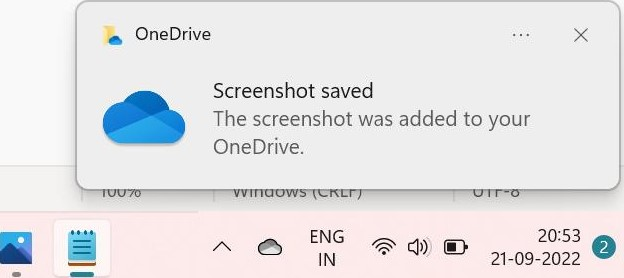 OneDrive
Screenshot saved
The screenshot was added to your
OneDrive.
100% Windows (CRLF) UTF-8
ENG 20:53
IN 21-09-2022 2